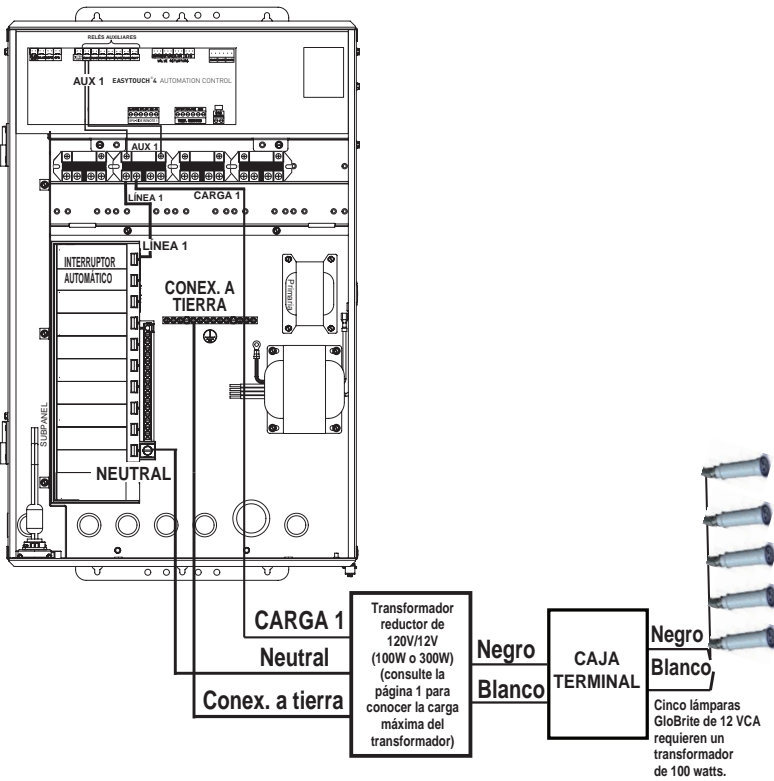 RELÉS AUXILIARES
AUX 1
EASYTOUCH®4 AUTOMATION CONTROL
AUX 1
LÍNEA 1
CARGA 1
LÍNEA 1
INTERRUPTOR
AUTOMÁTICO
CONEX. A
TIERRA
Primaria
SUBPANEL
NEUTRAL
CARGA 1
Neutral
Conex. a tierra
Transformador
reductor de
120V/12V
(100W o 300W)
(consulte la
página 1 para
conocer la carga
máxima del
transformador)
Negro
Blanco
CAJA
TERMINAL
Negro
Blanco
Cinco lámparas
GloBrite de 12 VCA
requieren un
transformador
de 100 watts.